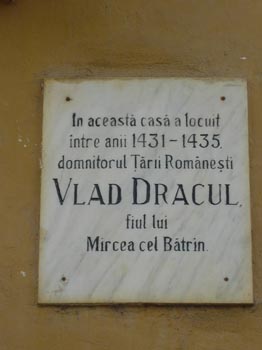 In această casă a locuit
între anii 1431-1435
domnitorul Țării Românești
VLAD DRACUL,
fiul lui
Mircea cel Bătrîn.